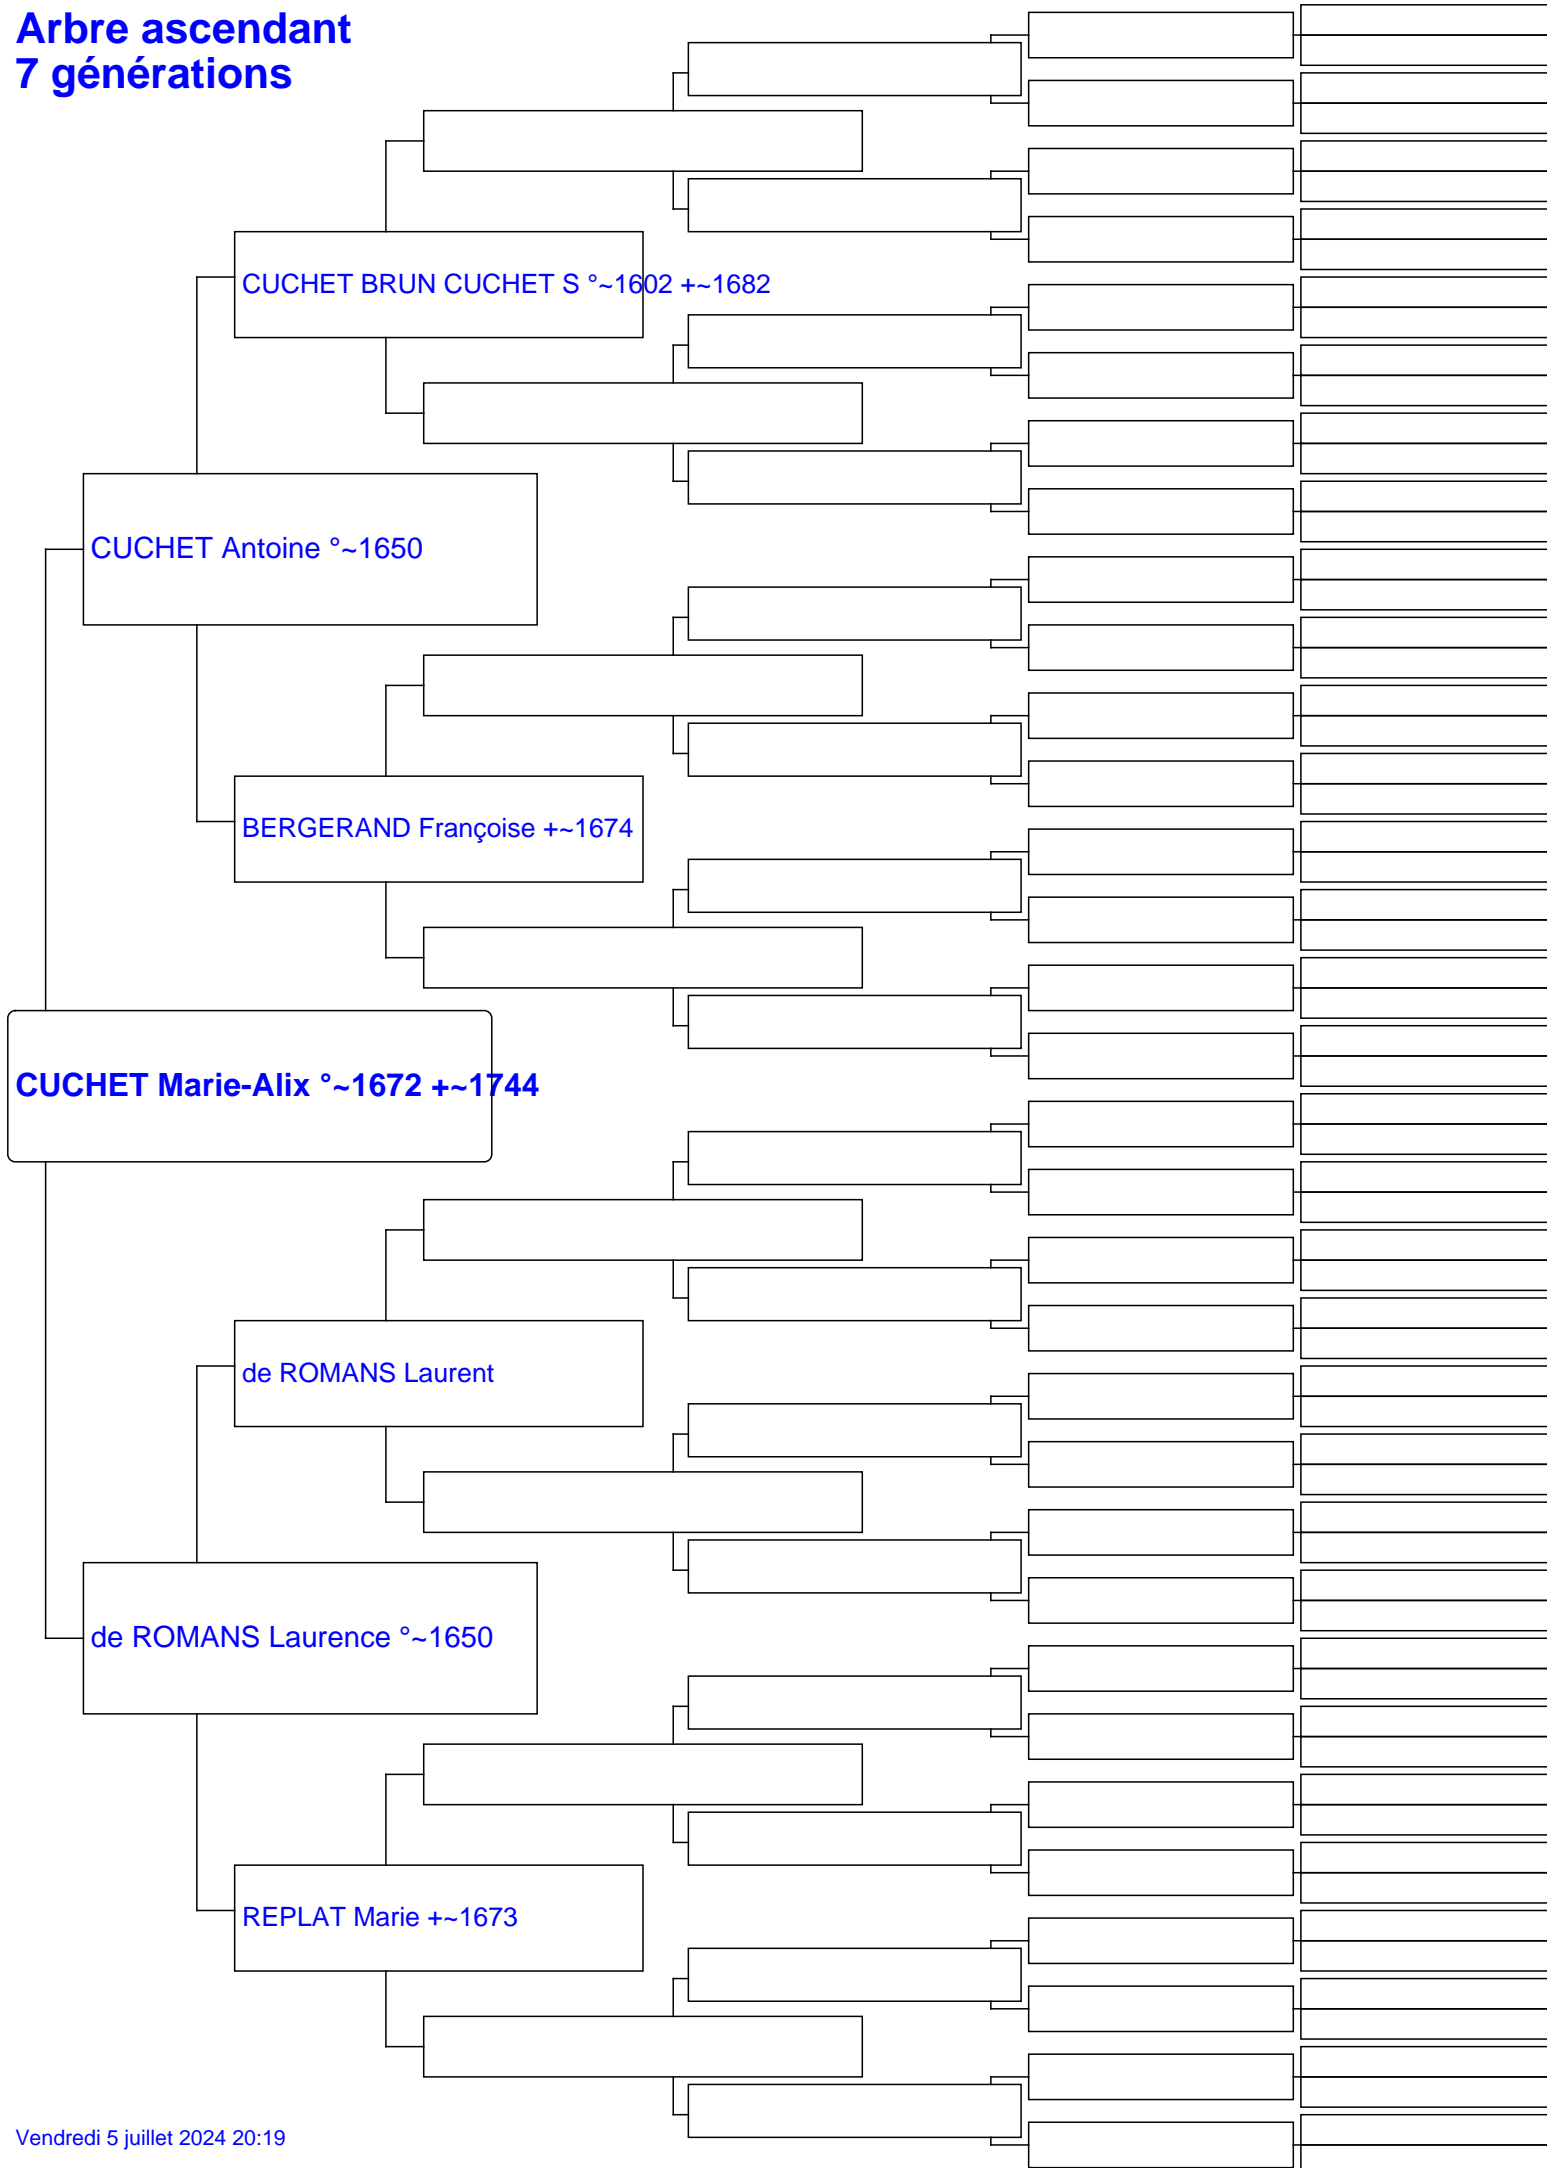 Arbre ascendant
7 générations
CUCHET BRUN CUCHET S °~1602 +~1682
CUCHET Antoine °~1650
BERGERAND Françoise +~1674
CUCHET Marie-Alix °~1672 +~1744
de ROMANS Laurent
de ROMANS Laurence °~1650
REPLAT Marie +~1673
Vendredi 5 juillet 2024 20:19